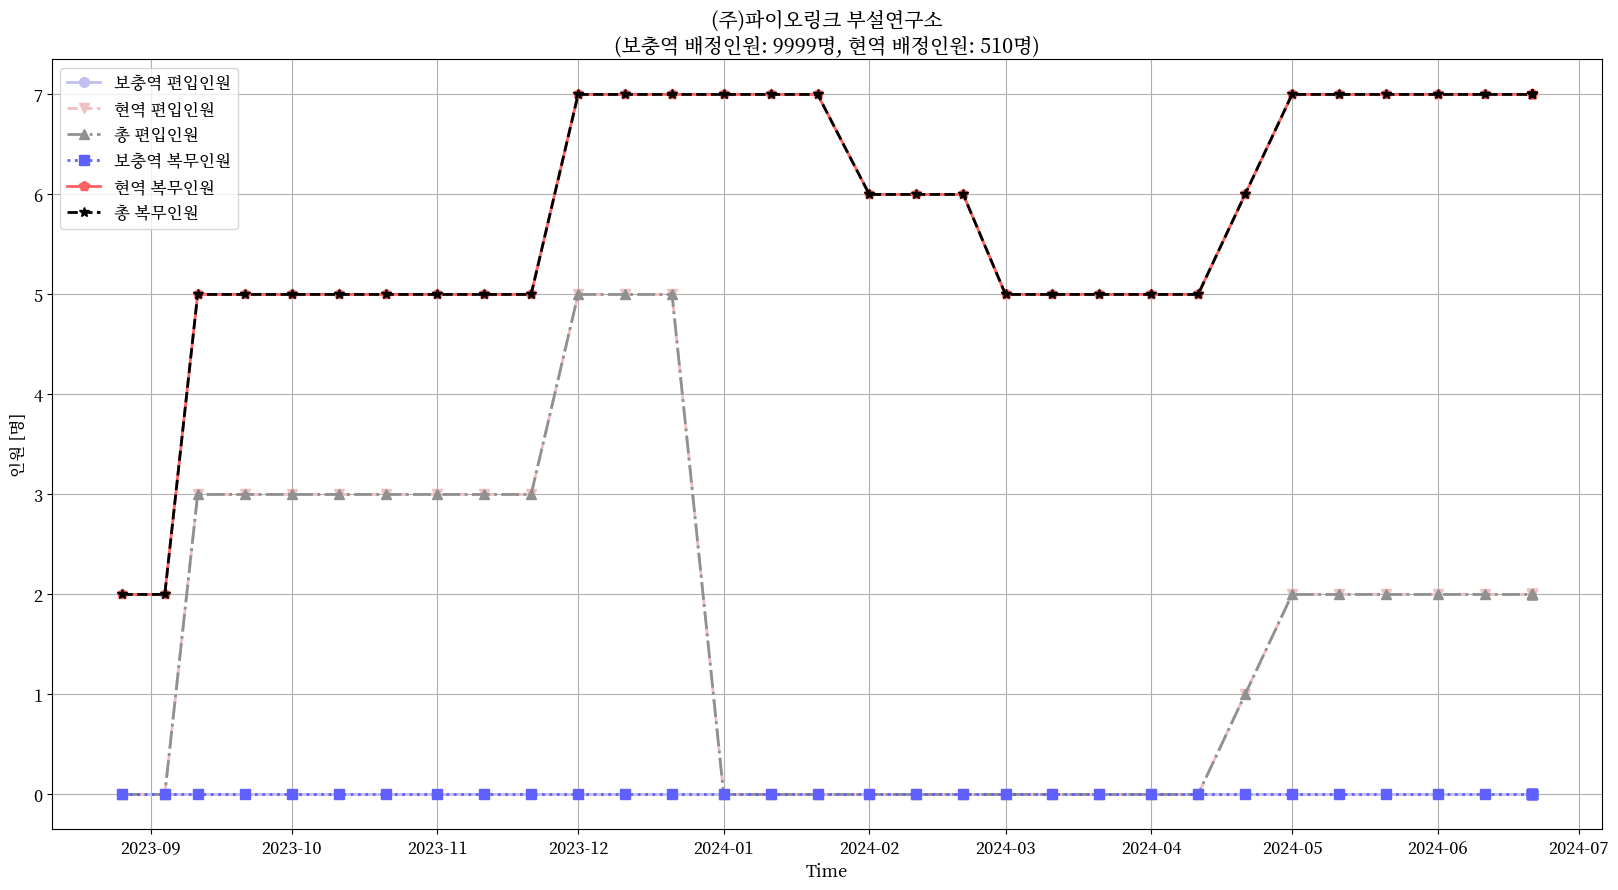 (주)파이오링크 부설연구소
(보충역 배정인원: 9999명, 현역 배정인원: 510명)
보충역 편입인원
현역 편입인원
총 편입인원
보충역 복무인원
현역 복무인원
총 복무인원
인원 [명]
7
6
5
4
3
2
1
0
2023-09
2023-10
2023-11
2023-12
2024-01
2024-02
2024-03
2024-04
2024-05
2024-06
2024-07
Time